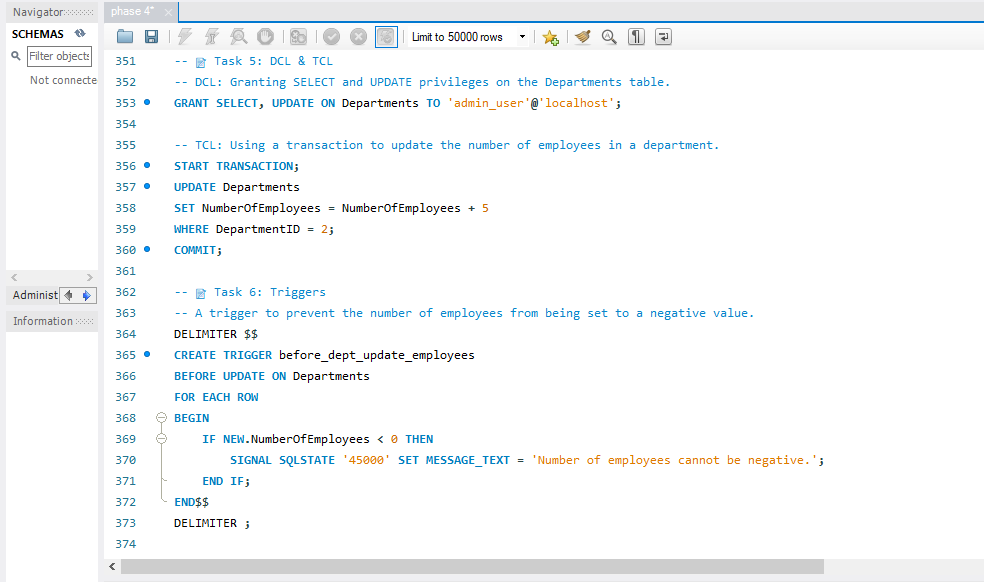 Navigator
phase 4*
SCHEMAS
Limit to 50000 rows
Filter objects
Not connecte
Administ
Information
351 -- 📝 Task 5: DCL & TCL
352 -- DCL: Granting SELECT and UPDATE privileges on the Departments table.
353 GRANT SELECT, UPDATE ON Departments TO 'admin_user'@'localhost';
354
355 -- TCL: Using a transaction to update the number of employees in a department.
356 START TRANSACTION;
357 UPDATE Departments
358 SET NumberOfEmployees = NumberOfEmployees + 5
359 WHERE DepartmentID = 2;
360 COMMIT;
361
362 -- 📝 Task 6: Triggers
363 -- A trigger to prevent the number of employees from being set to a negative value.
364 DELIMITER $$
365 CREATE TRIGGER before_dept_update_employees
366 BEFORE UPDATE ON Departments
367 FOR EACH ROW
368 BEGIN
369 IF NEW.NumberOfEmployees < 0 THEN
370 SIGNAL SQLSTATE '45000' SET MESSAGE_TEXT = 'Number of employees cannot be negative.';
371 END IF;
372 END$$
373 DELIMITER ;
374